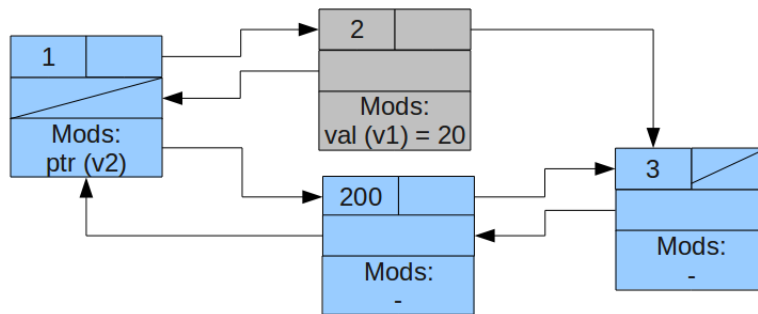 1
Mods:
ptr (v2)
2
Mods:
val (v1) = 20
200
Mods:
-
3
Mods:
-